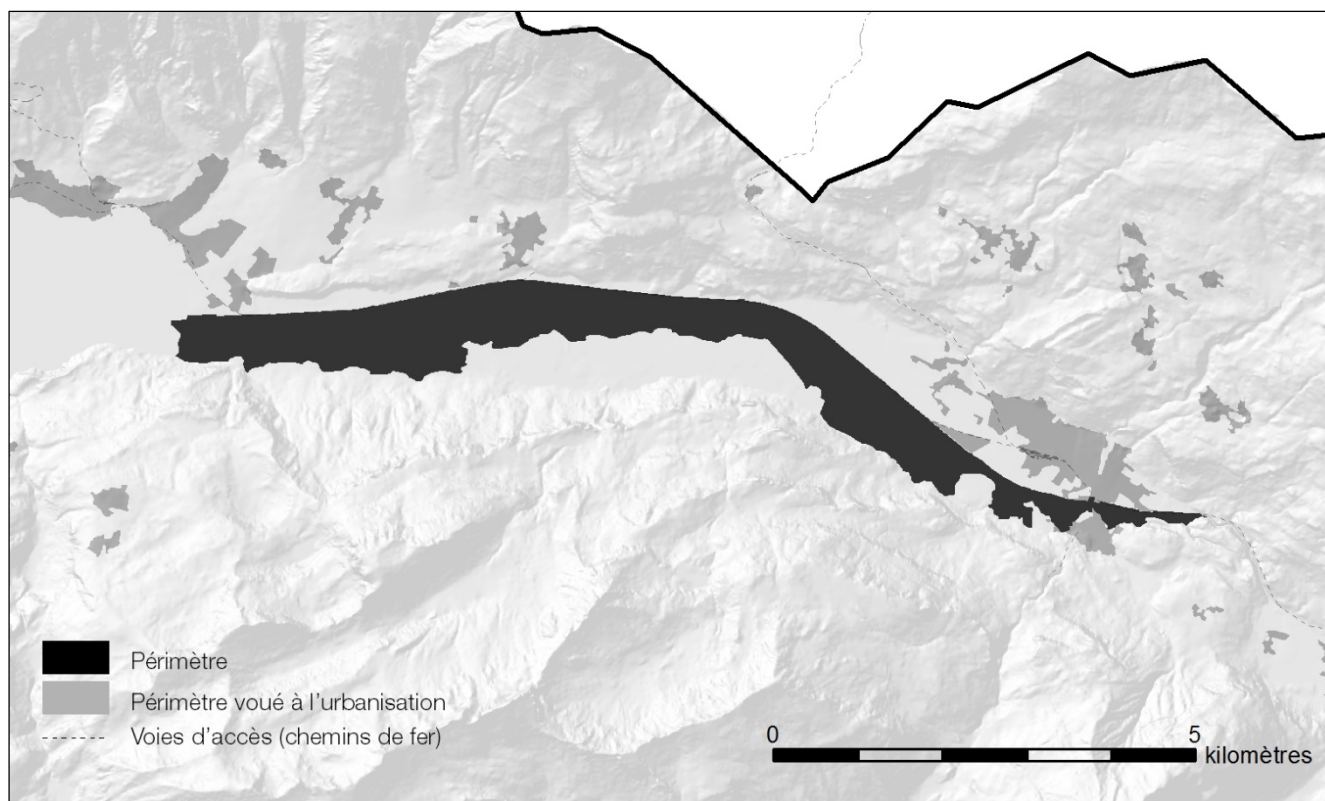 Périmètre
Périmètre voué à l'urbanisation
Voies d'accès (chemins de fer)
0 5
kilomètres